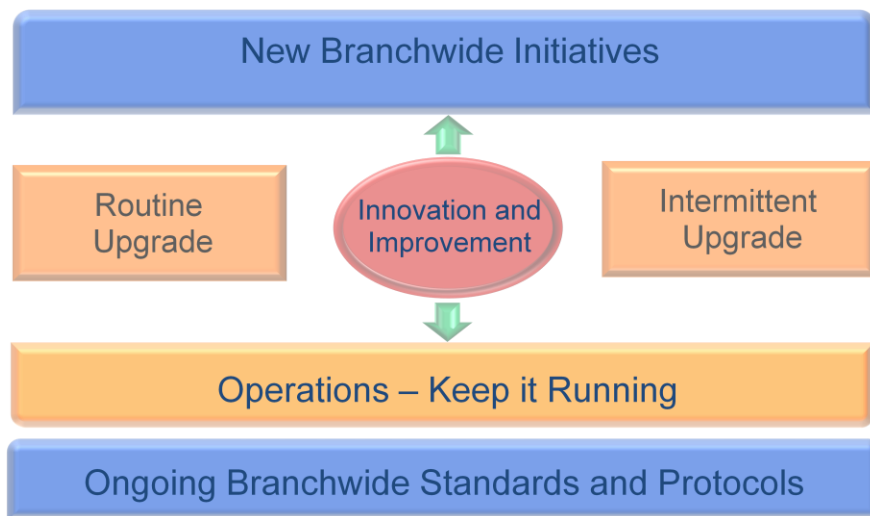 New Branchwide Initiatives
Routine
Upgrade
Innovation and
Improvement
Intermittent
Upgrade
Operations – Keep it Running
Ongoing Branchwide Standards and Protocols